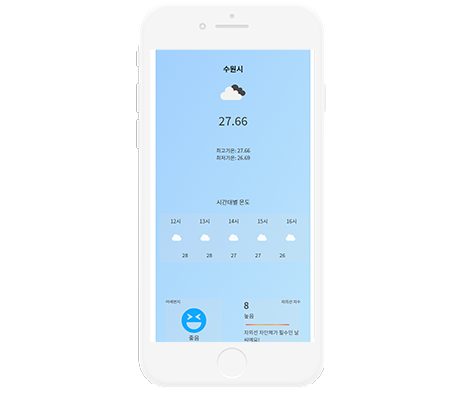 수원시
27.66
최고기온: 27.66
최저기온: 26.69
시간대별 온도
12시 13시 14시 15시 16시
28 28 27 27 26
미세먼지
좋음
8 자외선 지수
높음
자외선 차단제가 필수인 날
씨에요!